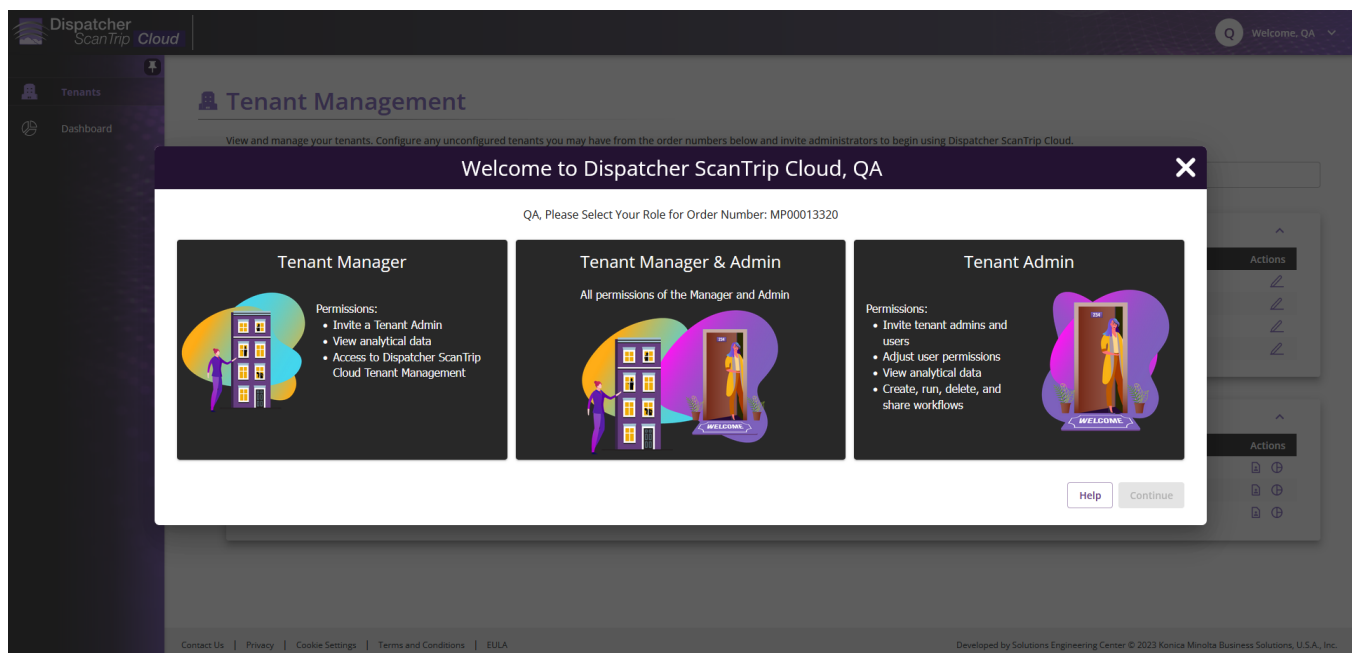 Dispatcher
ScanTrip Cloud
Q Welcome, QA
Tenants
Dashboard
Tenant Management
View and manage your tenants. Configure any unconfigured tenants you may have from the order numbers below and invite administrators to begin using Dispatcher ScanTrip Cloud.
Welcome to Dispatcher ScanTrip Cloud, QA
QA, Please Select Your Role for Order Number: MP00013320
Tenant Manager
Permissions:
• Invite a Tenant Admin
• View analytical data
• Access to Dispatcher ScanTrip
Cloud Tenant Management
Tenant Manager & Admin
All permissions of the Manager and Admin
234
WELCOME
Tenant Admin
Permissions:
• Invite tenant admins and
users
• Adjust user permissions
• View analytical data
• Create, run, delete, and
share workflows
234
WELCOME
Actions
Actions
Help
Continue
Contact Us | Privacy | Cookie Settings | Terms and Conditions | EULA
Developed by Solutions Engineering Center © 2023 Konica Minolta Business Solutions, U.S.A., Inc.